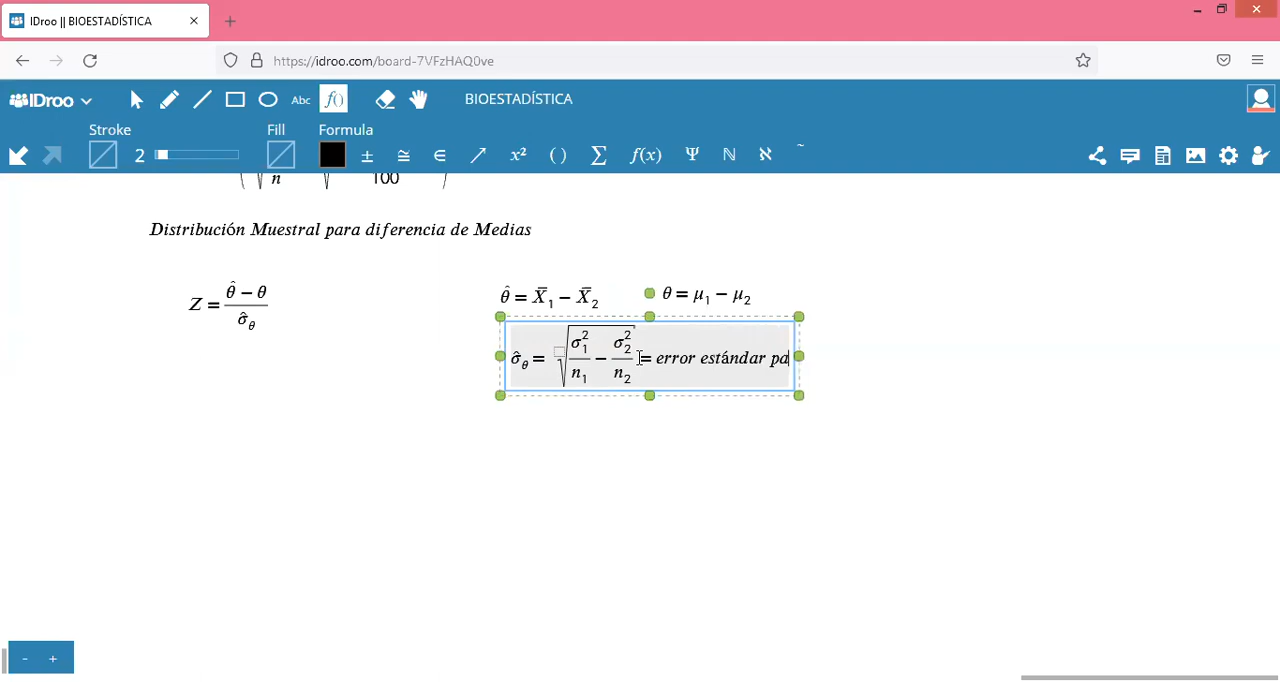 IDroo || BIOESTADÍSTICA
https://idroo.com/board-7VFzHAQ0ve
IDroo
Abc
f()
BIOESTADÍSTICA
Stroke
Fill
Formula
2
± ≅ ∈ x² ( ) ∑ f(x) Ψ ℕ ℵ ~
n 100
Distribución Muestral para diferencia de Medias
Z = (θ̂ − θ) / σ̂_θ
θ̂ = X̄₁ − X̄₂
θ = μ₁ − μ₂
σ̂_θ = √(σ₁²/n₁ − σ₂²/n₂) = error estándar pa
- +